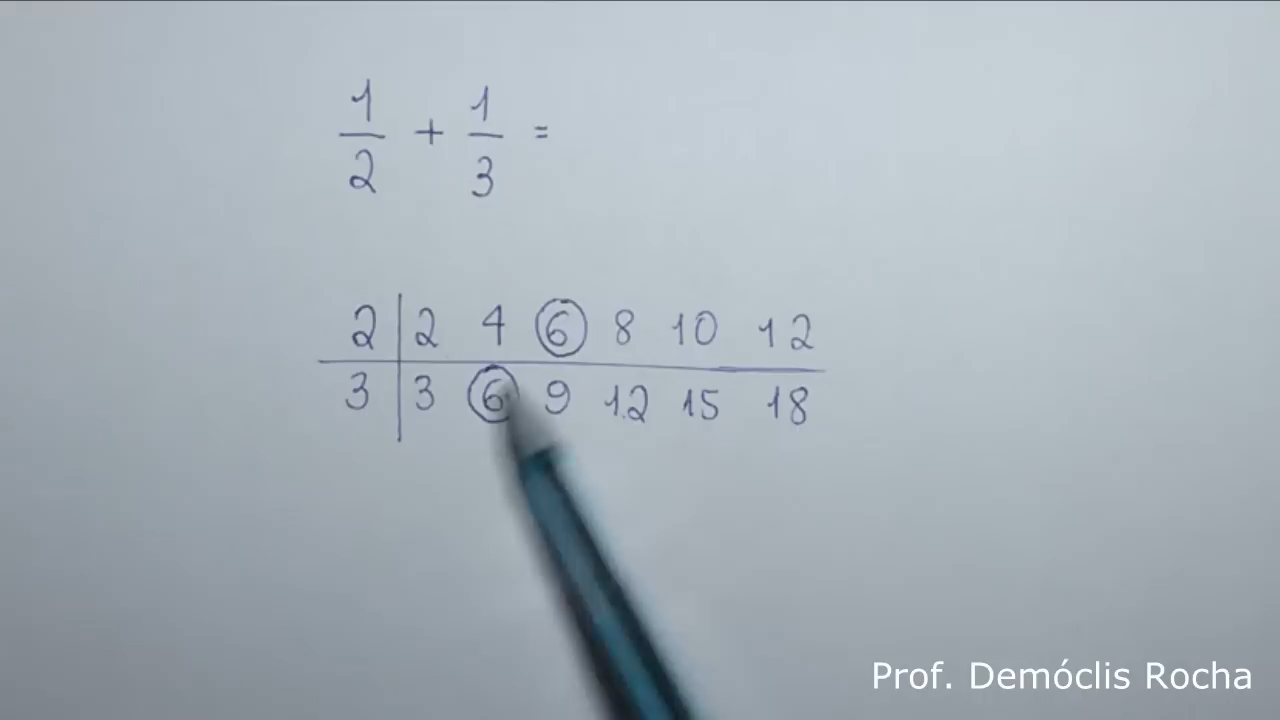 1/2 + 1/3 =
2 | 2 4 6 8 10 12
3 | 3 6 9 12 15 18
Prof. Demóclis Rocha